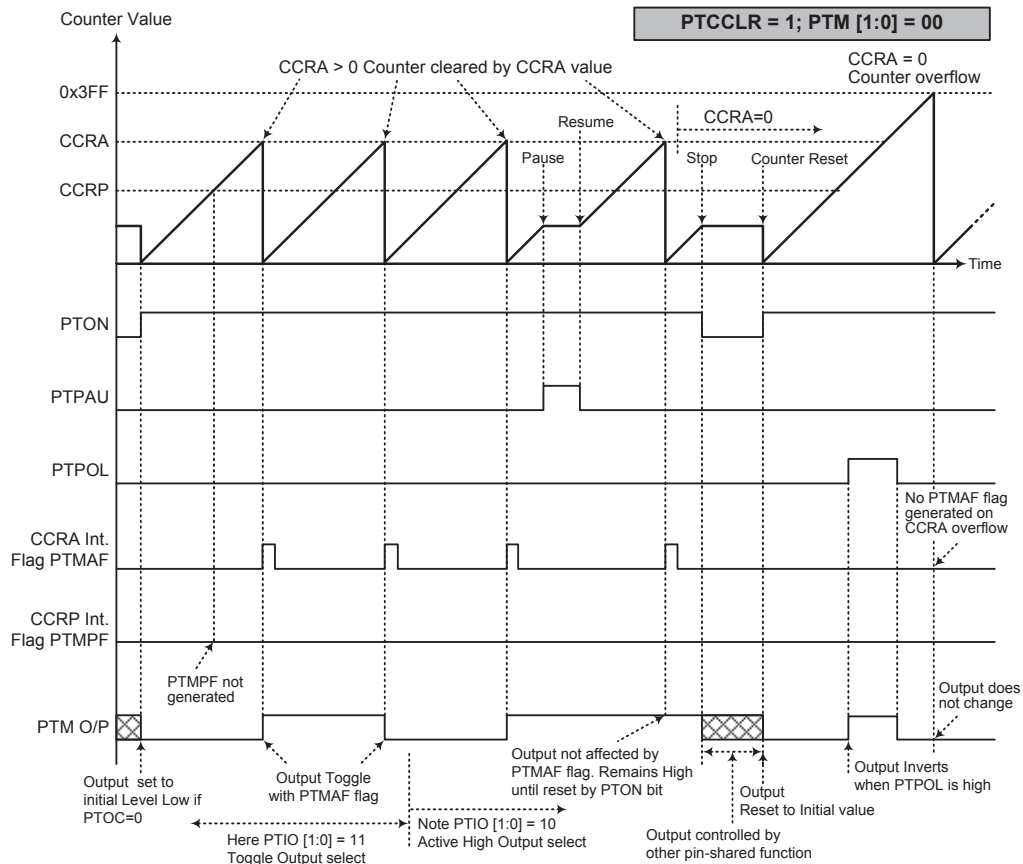 Counter Value
PTCCLR = 1; PTM [1:0] = 00
CCRA = 0
Counter overflow
CCRA > 0 Counter cleared by CCRA value
0x3FF
CCRA=0
Resume
CCRA
Pause
Stop
Counter Reset
CCRP
Time
PTON
PTPAU
PTPOL
No PTMAF flag
generated on
CCRA overflow
CCRA Int.
Flag PTMAF
CCRP Int.
Flag PTMPF
PTMPF not
generated
Output does
not change
PTM O/P
Output set to
initial Level Low if
PTOC=0
Output Toggle
with PTMAF flag
Output not affected by
PTMAF flag. Remains High
until reset by PTON bit
Output
Reset to Initial value
Output Inverts
when PTPOL is high
Here PTIO [1:0] = 11
Toggle Output select
Note PTIO [1:0] = 10
Active High Output select
Output controlled by
other pin-shared function